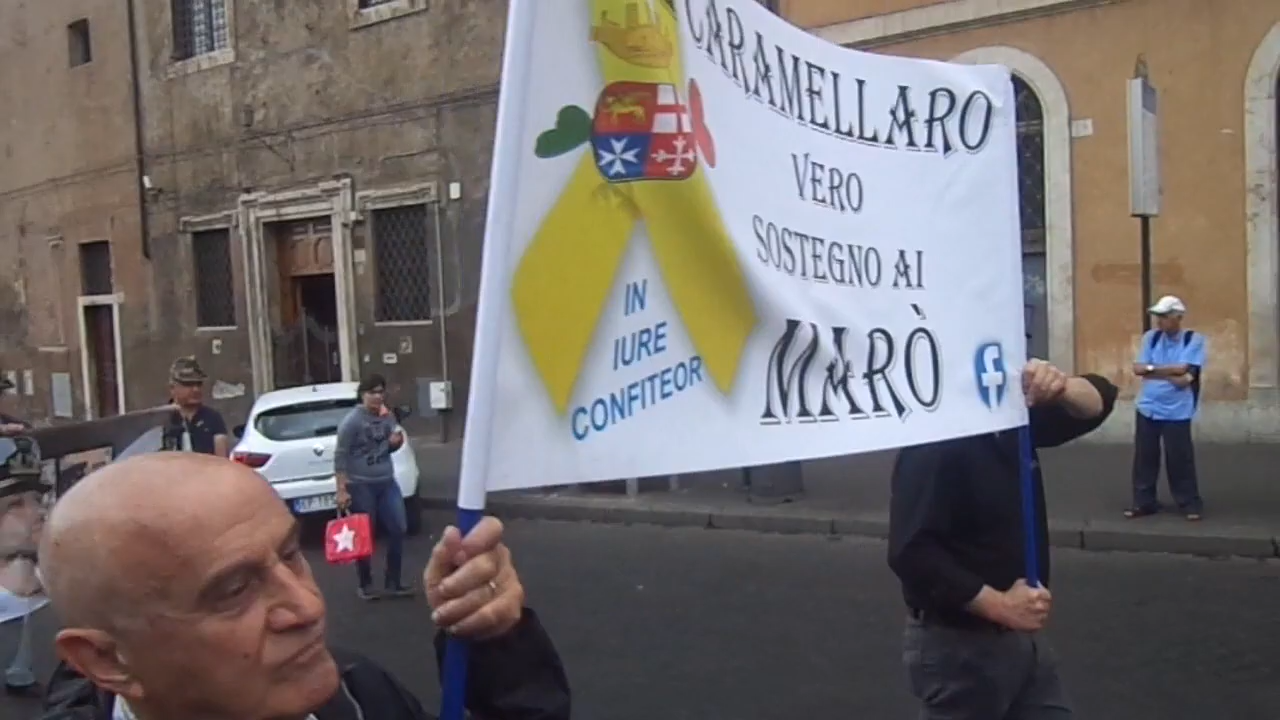 CARAMELLARO
VERO
SOSTEGNO AI
MARÒ
IN
IURE
CONFITEOR
f